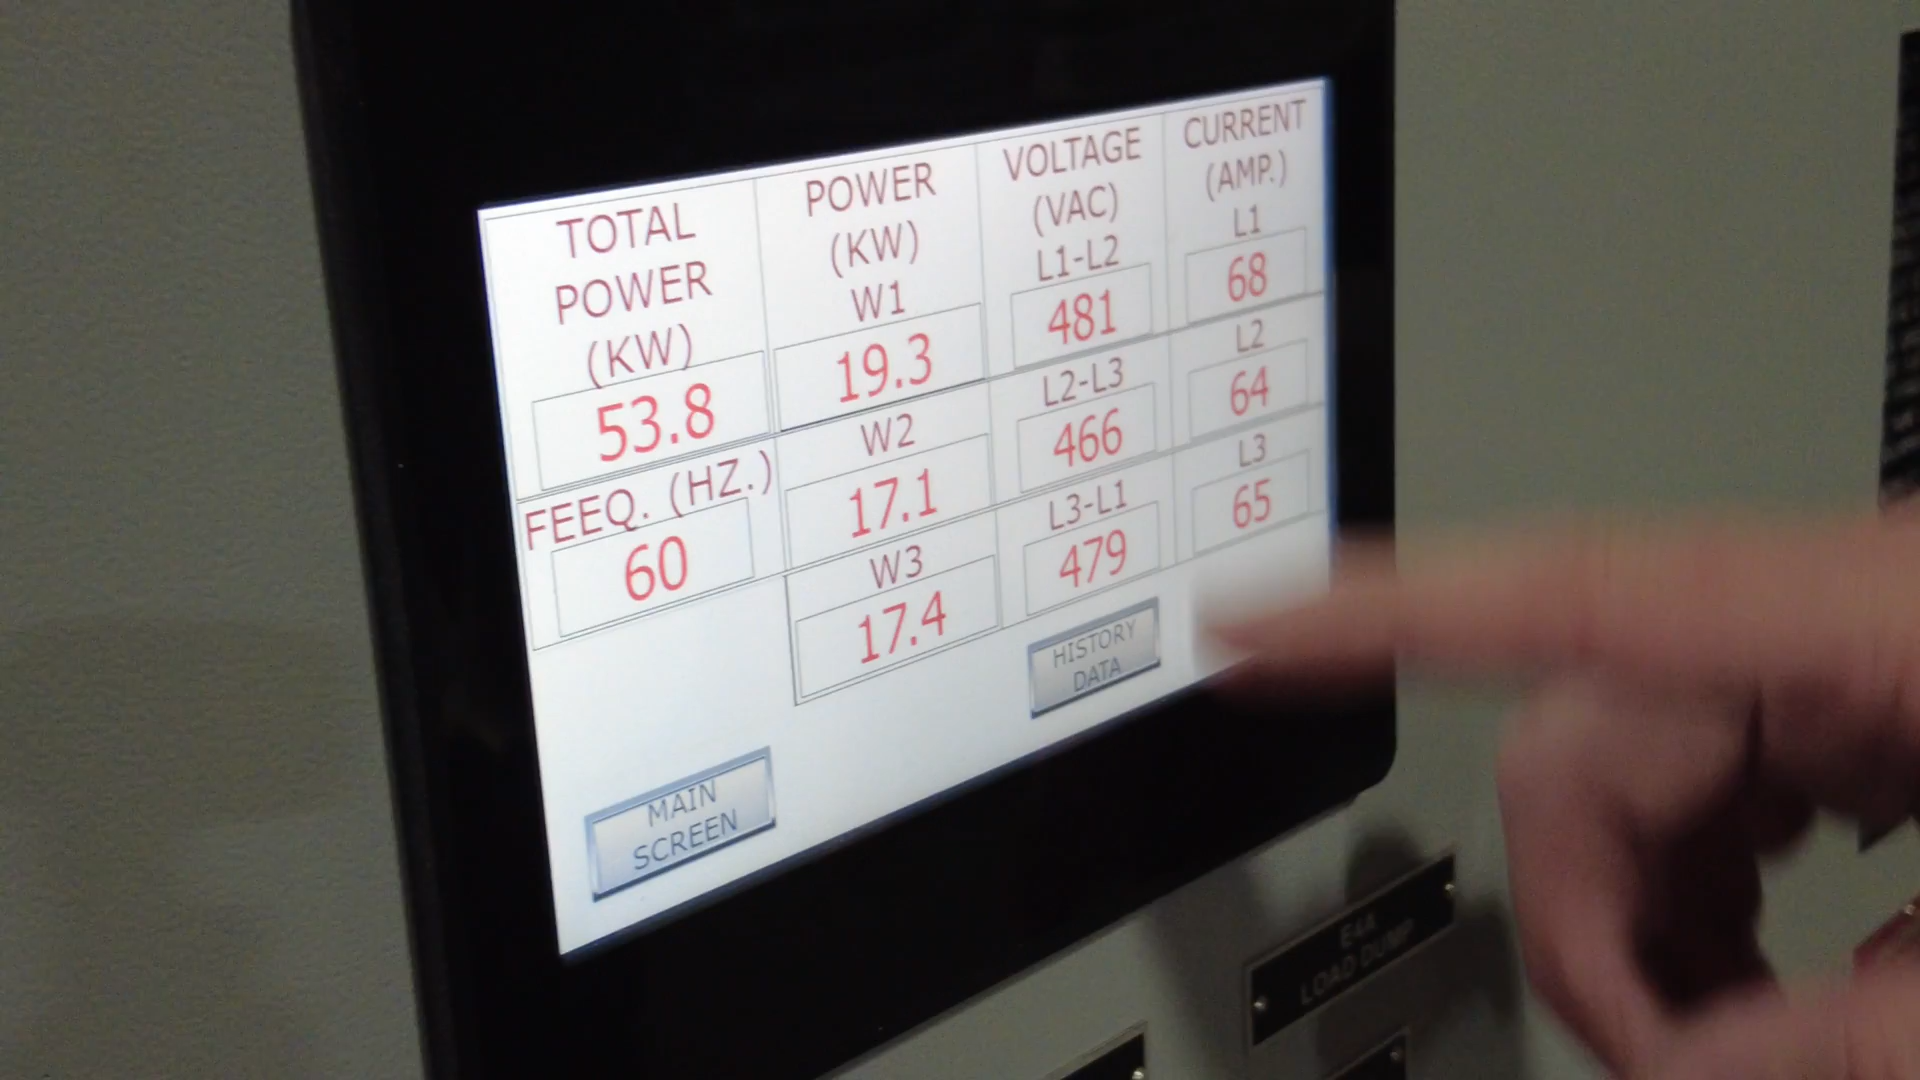 TOTAL
POWER
(KW)
53.8
FEEQ. (HZ.)
60
POWER
(KW)
W1
19.3
W2
17.1
W3
17.4
VOLTAGE
(VAC)
L1-L2
481
L2-L3
466
L3-L1
479
CURRENT
(AMP.)
L1
68
L2
64
L3
65
HISTORY
DATA
MAIN
SCREEN
E4A
LOAD DUMP